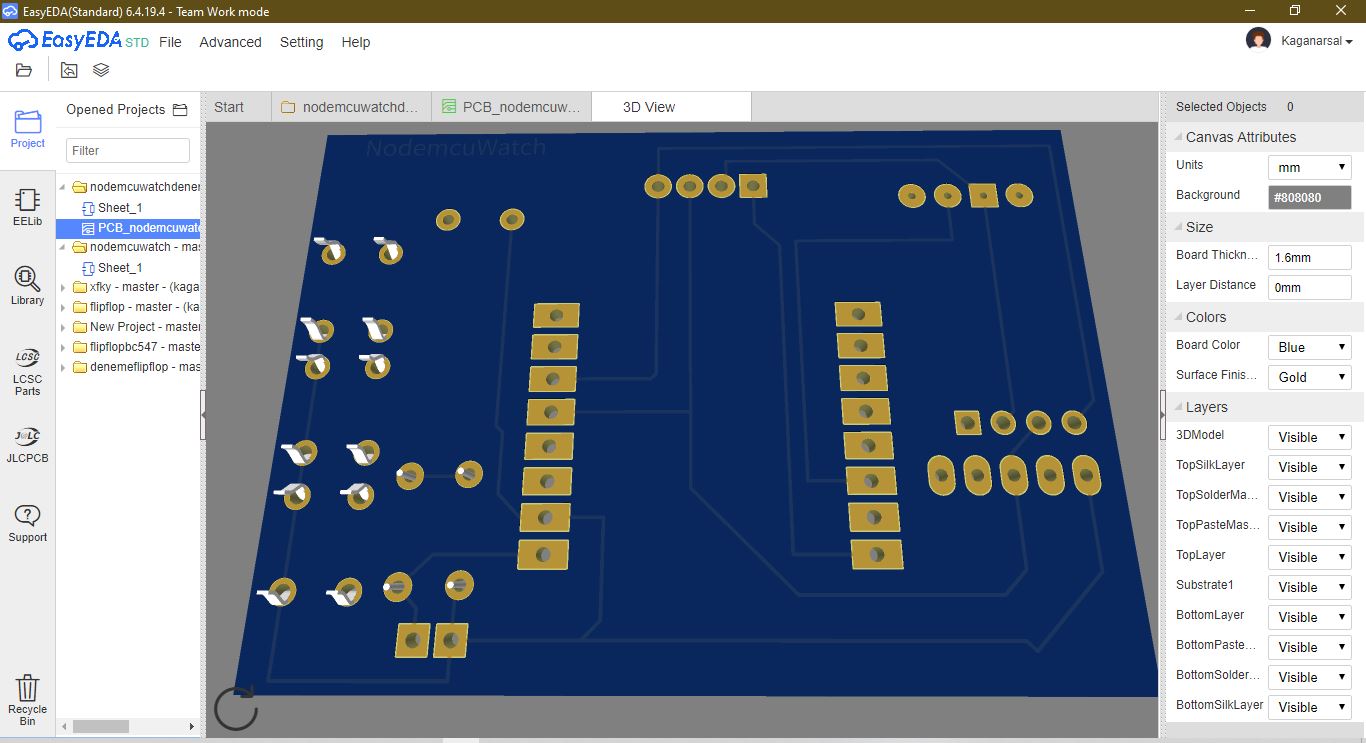 EasyEDA(Standard) 6.4.19.4 - Team Work mode
EasyEDA STD File Advanced Setting Help
Kaganarsal
Project
EELib
Library
LCSC
LCSC
Parts
JLCPCB
Support
Recycle
Bin
Opened Projects
Filter
nodemcuwatchdener
Sheet_1
PCB_nodemcuwat
nodemcuwatch - mas
Sheet_1
xfky - master - (kaga
flipflop - master - (ka
New Project - master
flipflopbc547 - maste
denemeflipflop - mas
Start nodemcuwatchd... PCB_nodemcuw... 3D View
NodemcuWatch
Selected Objects 0
Canvas Attributes
Units mm
Background #808080
Size
Board Thickn... 1.6mm
Layer Distance 0mm
Colors
Board Color Blue
Surface Finis... Gold
Layers
3DModel Visible
TopSilkLayer Visible
TopSolderMa... Visible
TopPasteMas... Visible
TopLayer Visible
Substrate1 Visible
BottomLayer Visible
BottomPaste... Visible
BottomSolder... Visible
BottomSilkLayer Visible